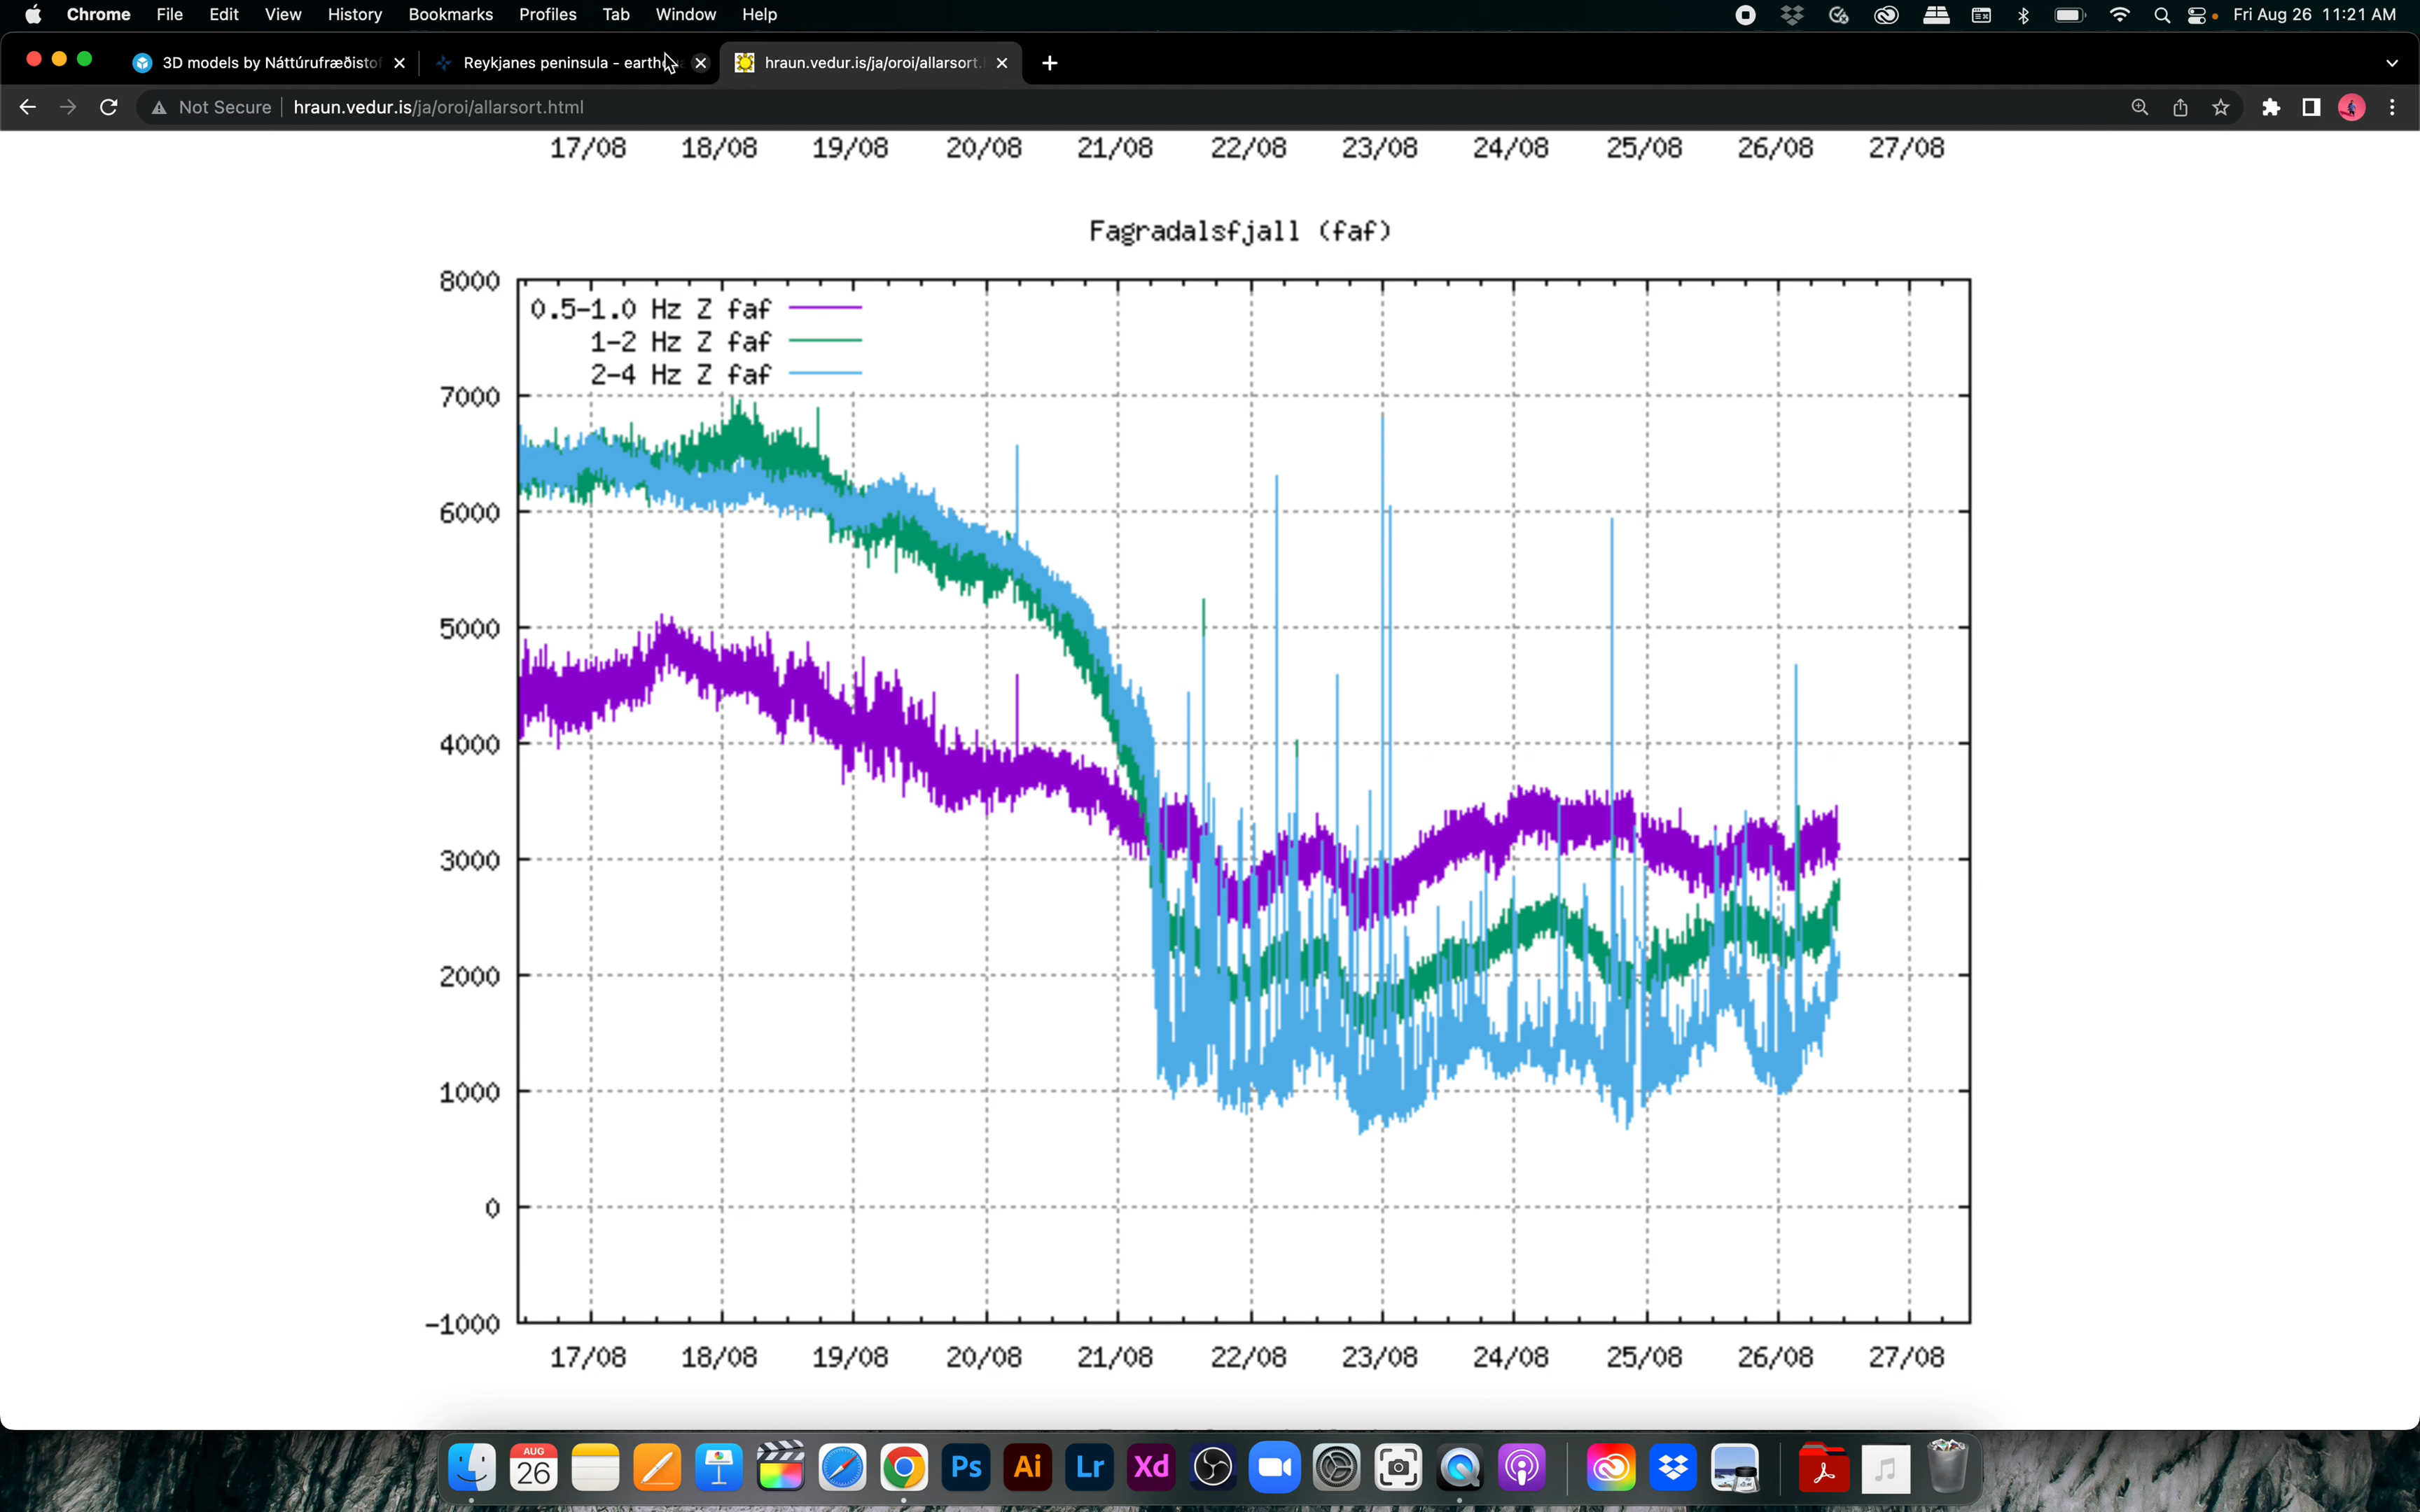 Chrome File Edit View History Bookmarks Profiles Tab Window Help Fri Aug 26 11:21 AM
3D models by Náttúrufræðistof Reykjanes peninsula - earth hraun.vedur.is/ja/oroi/allarsort.
Not Secure hraun.vedur.is/ja/oroi/allarsort.html
17/08 18/08 19/08 20/08 21/08 22/08 23/08 24/08 25/08 26/08 27/08
Fagradalsfjall (faf)
8000
0.5-1.0 Hz Z faf
1-2 Hz Z faf
2-4 Hz Z faf
7000
6000
5000
4000
3000
2000
1000
0
-1000
17/08 18/08 19/08 20/08 21/08 22/08 23/08 24/08 25/08 26/08 27/08
AUG
26
Ps Ai Lr Xd